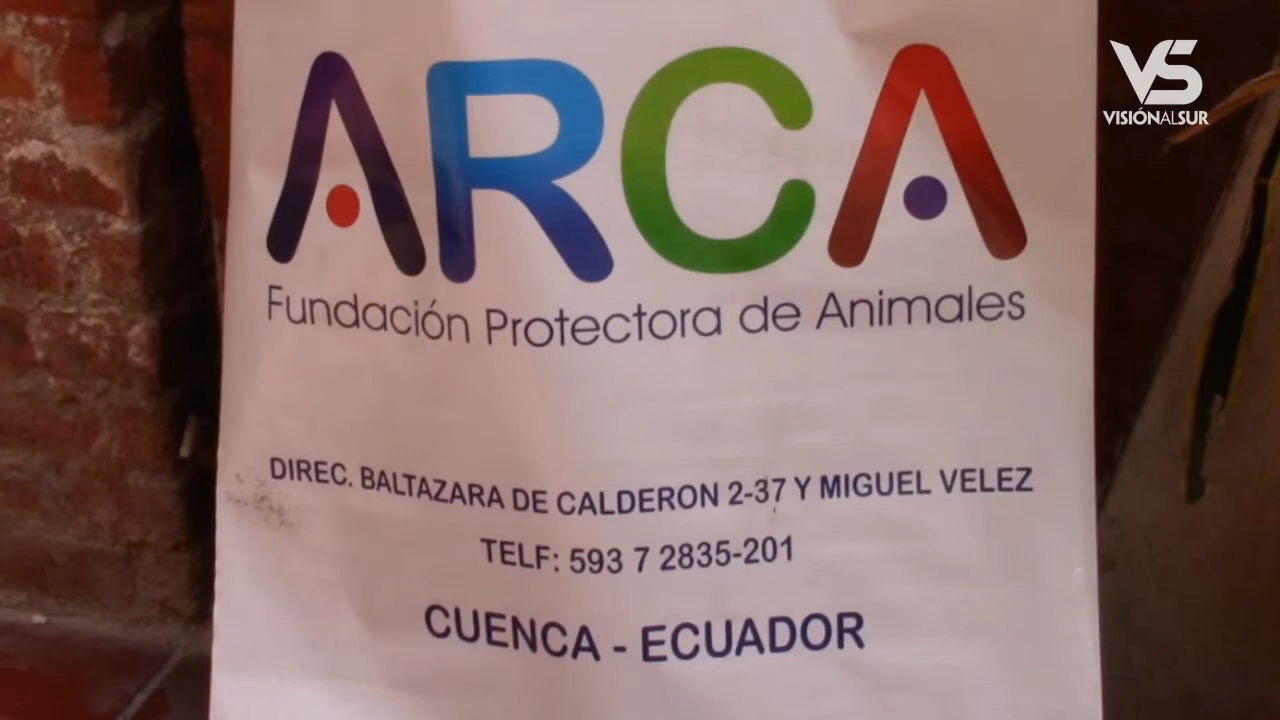 ARCA
Fundación Protectora de Animales
DIREC. BALTAZARA DE CALDERON 2-37 Y MIGUEL VELEZ
TELF: 593 7 2835-201
CUENCA - ECUADOR
VS
VISIÓNALSUR